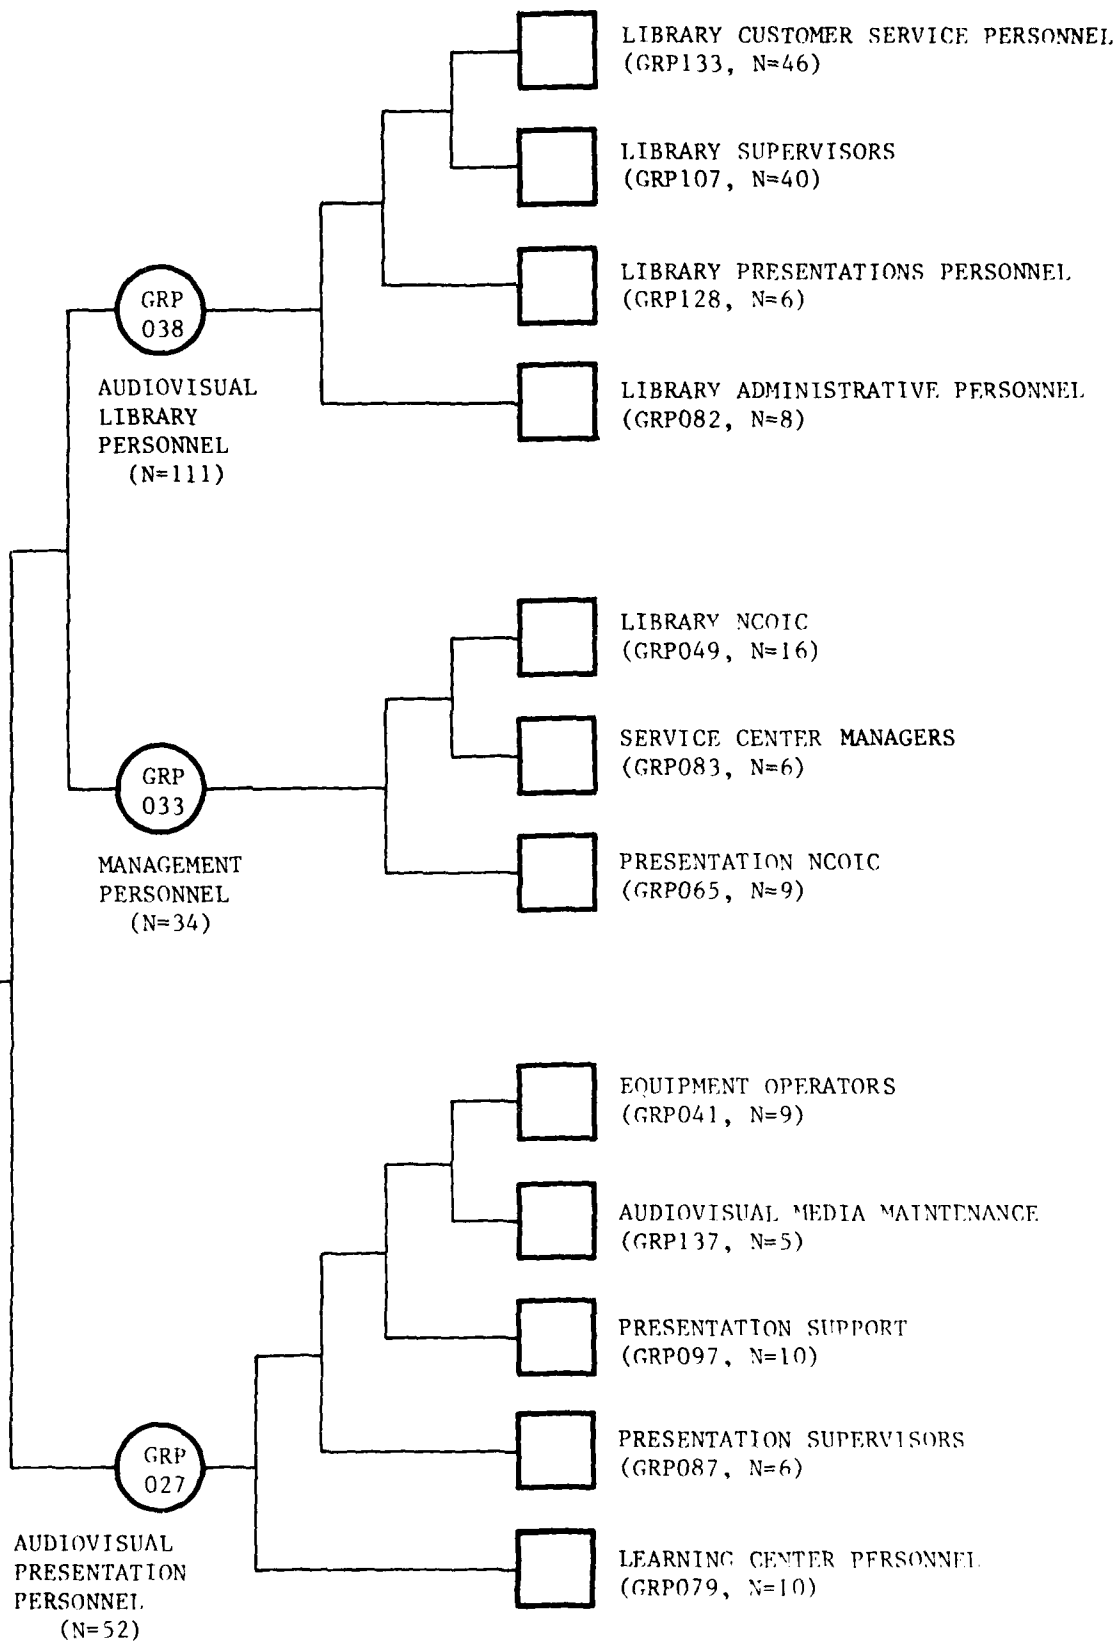 LIBRARY CUSTOMER SERVICE PERSONNEL
(GRP133, N=46)
LIBRARY SUPERVISORS
(GRP107, N=40)
LIBRARY PRESENTATIONS PERSONNEL
(GRP128, N=6)
GRP
038
AUDIOVISUAL
LIBRARY
PERSONNEL
(N=111)
LIBRARY ADMINISTRATIVE PERSONNEL
(GRP082, N=8)
LIBRARY NCOIC
(GRP049, N=16)
SERVICE CENTER MANAGERS
(GRP083, N=6)
GRP
033
MANAGEMENT
PERSONNEL
(N=34)
PRESENTATION NCOIC
(GRP065, N=9)
EQUIPMENT OPERATORS
(GRP041, N=9)
AUDIOVISUAL MEDIA MAINTENANCE
(GRP137, N=5)
PRESENTATION SUPPORT
(GRP097, N=10)
PRESENTATION SUPERVISORS
(GRP087, N=6)
GRP
027
AUDIOVISUAL
PRESENTATION
PERSONNEL
(N=52)
LEARNING CENTER PERSONNEL
(GRP079, N=10)